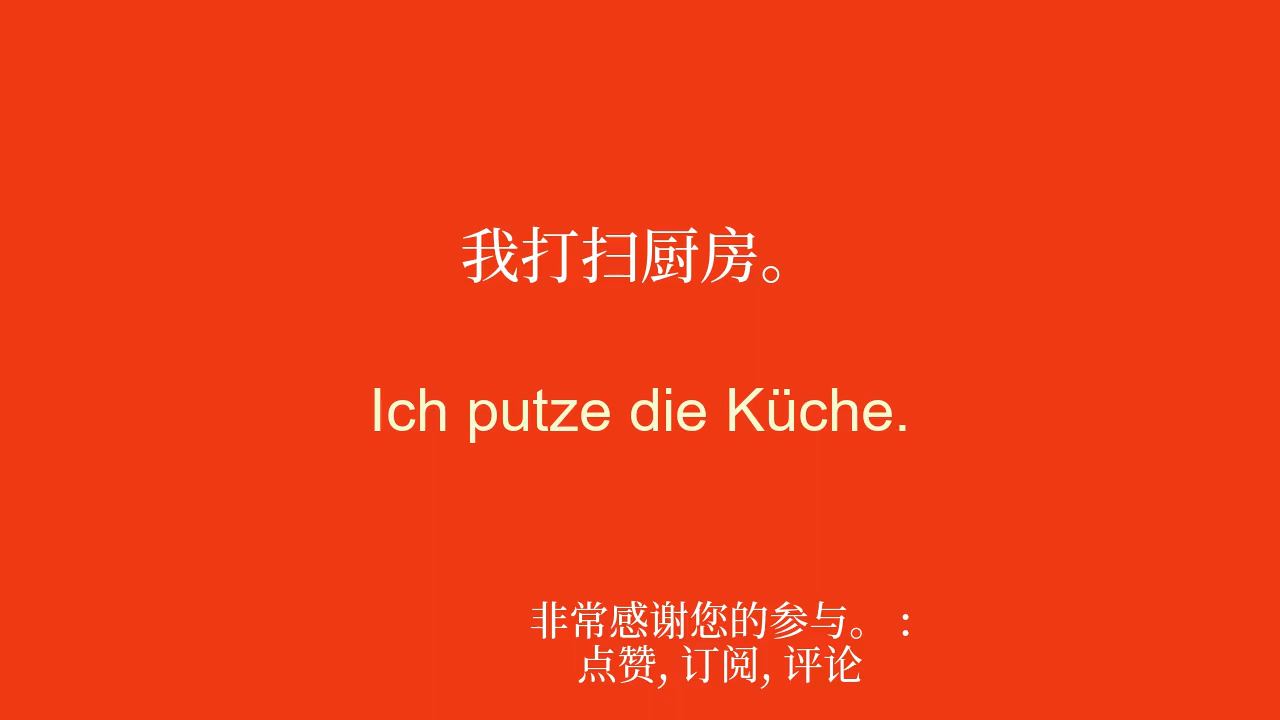 我打扫厨房。
Ich putze die Küche.
非常感谢您的参与。 :
点赞, 订阅, 评论